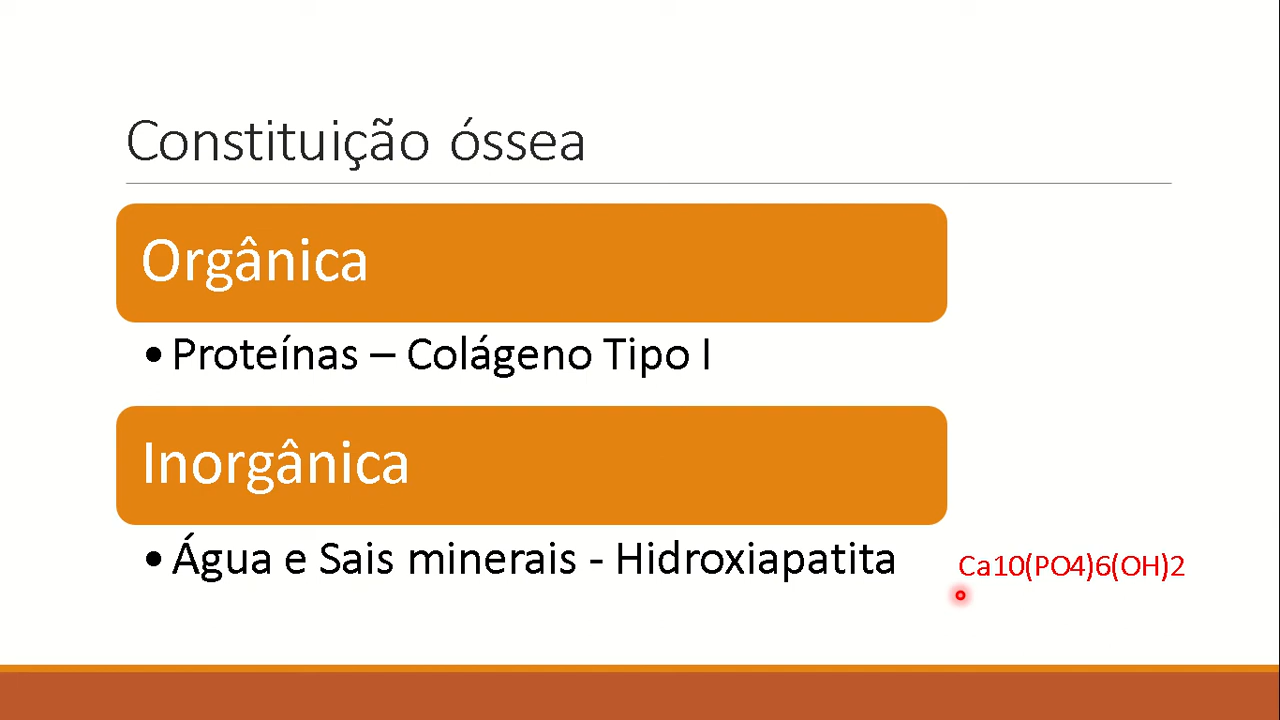 Constituição óssea
Orgânica
• Proteínas – Colágeno Tipo I
Inorgânica
• Água e Sais minerais - Hidroxiapatita
Ca10(PO4)6(OH)2